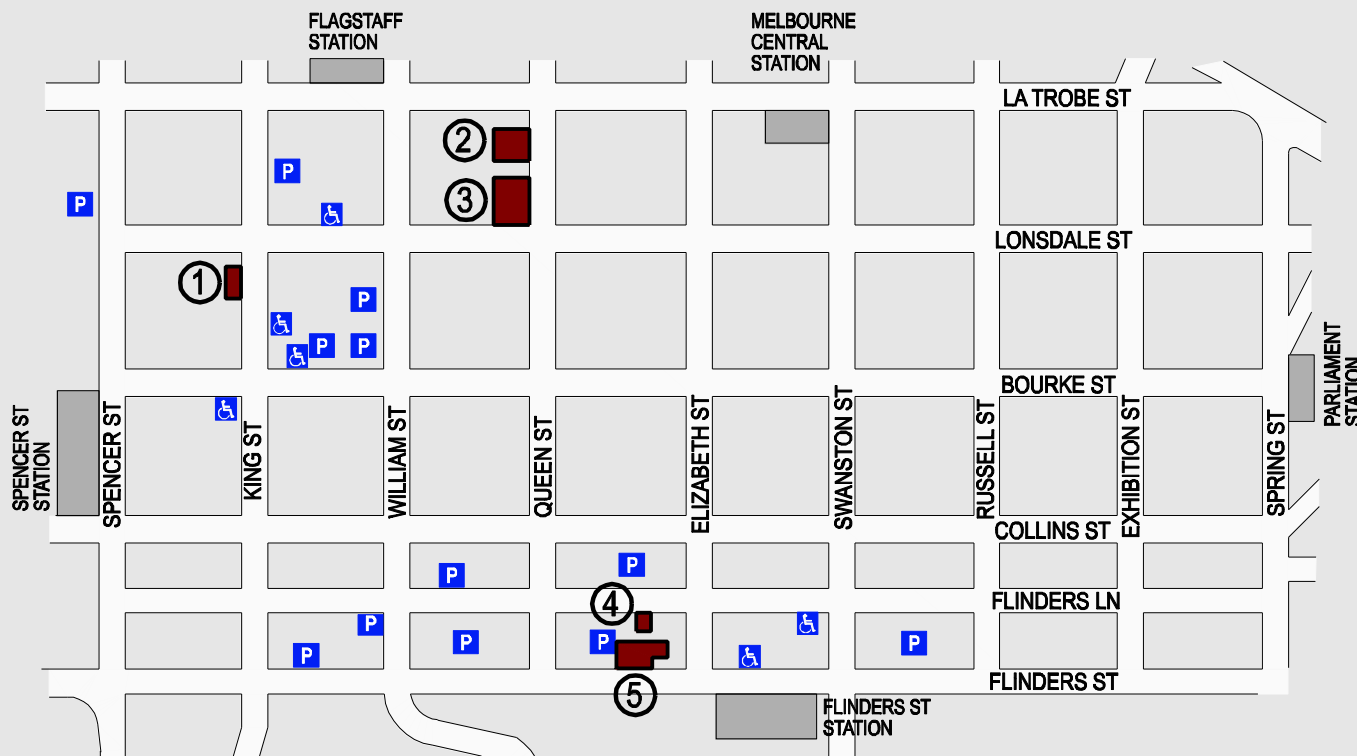 FLAGSTAFF
STATION
MELBOURNE
CENTRAL
STATION
LA TROBE ST
2
P
3
P
LONSDALE ST
1
P
P
P
PARLIAMENT
STATION
BOURKE ST
SPENCER ST
STATION
SPENCER ST
KING ST
WILLIAM ST
QUEEN ST
ELIZABETH ST
SWANSTON ST
RUSSELL ST
EXHIBITION ST
SPRING ST
COLLINS ST
P
P
4
FLINDERS LN
P
P
P
P
P
FLINDERS ST
5
FLINDERS ST
STATION